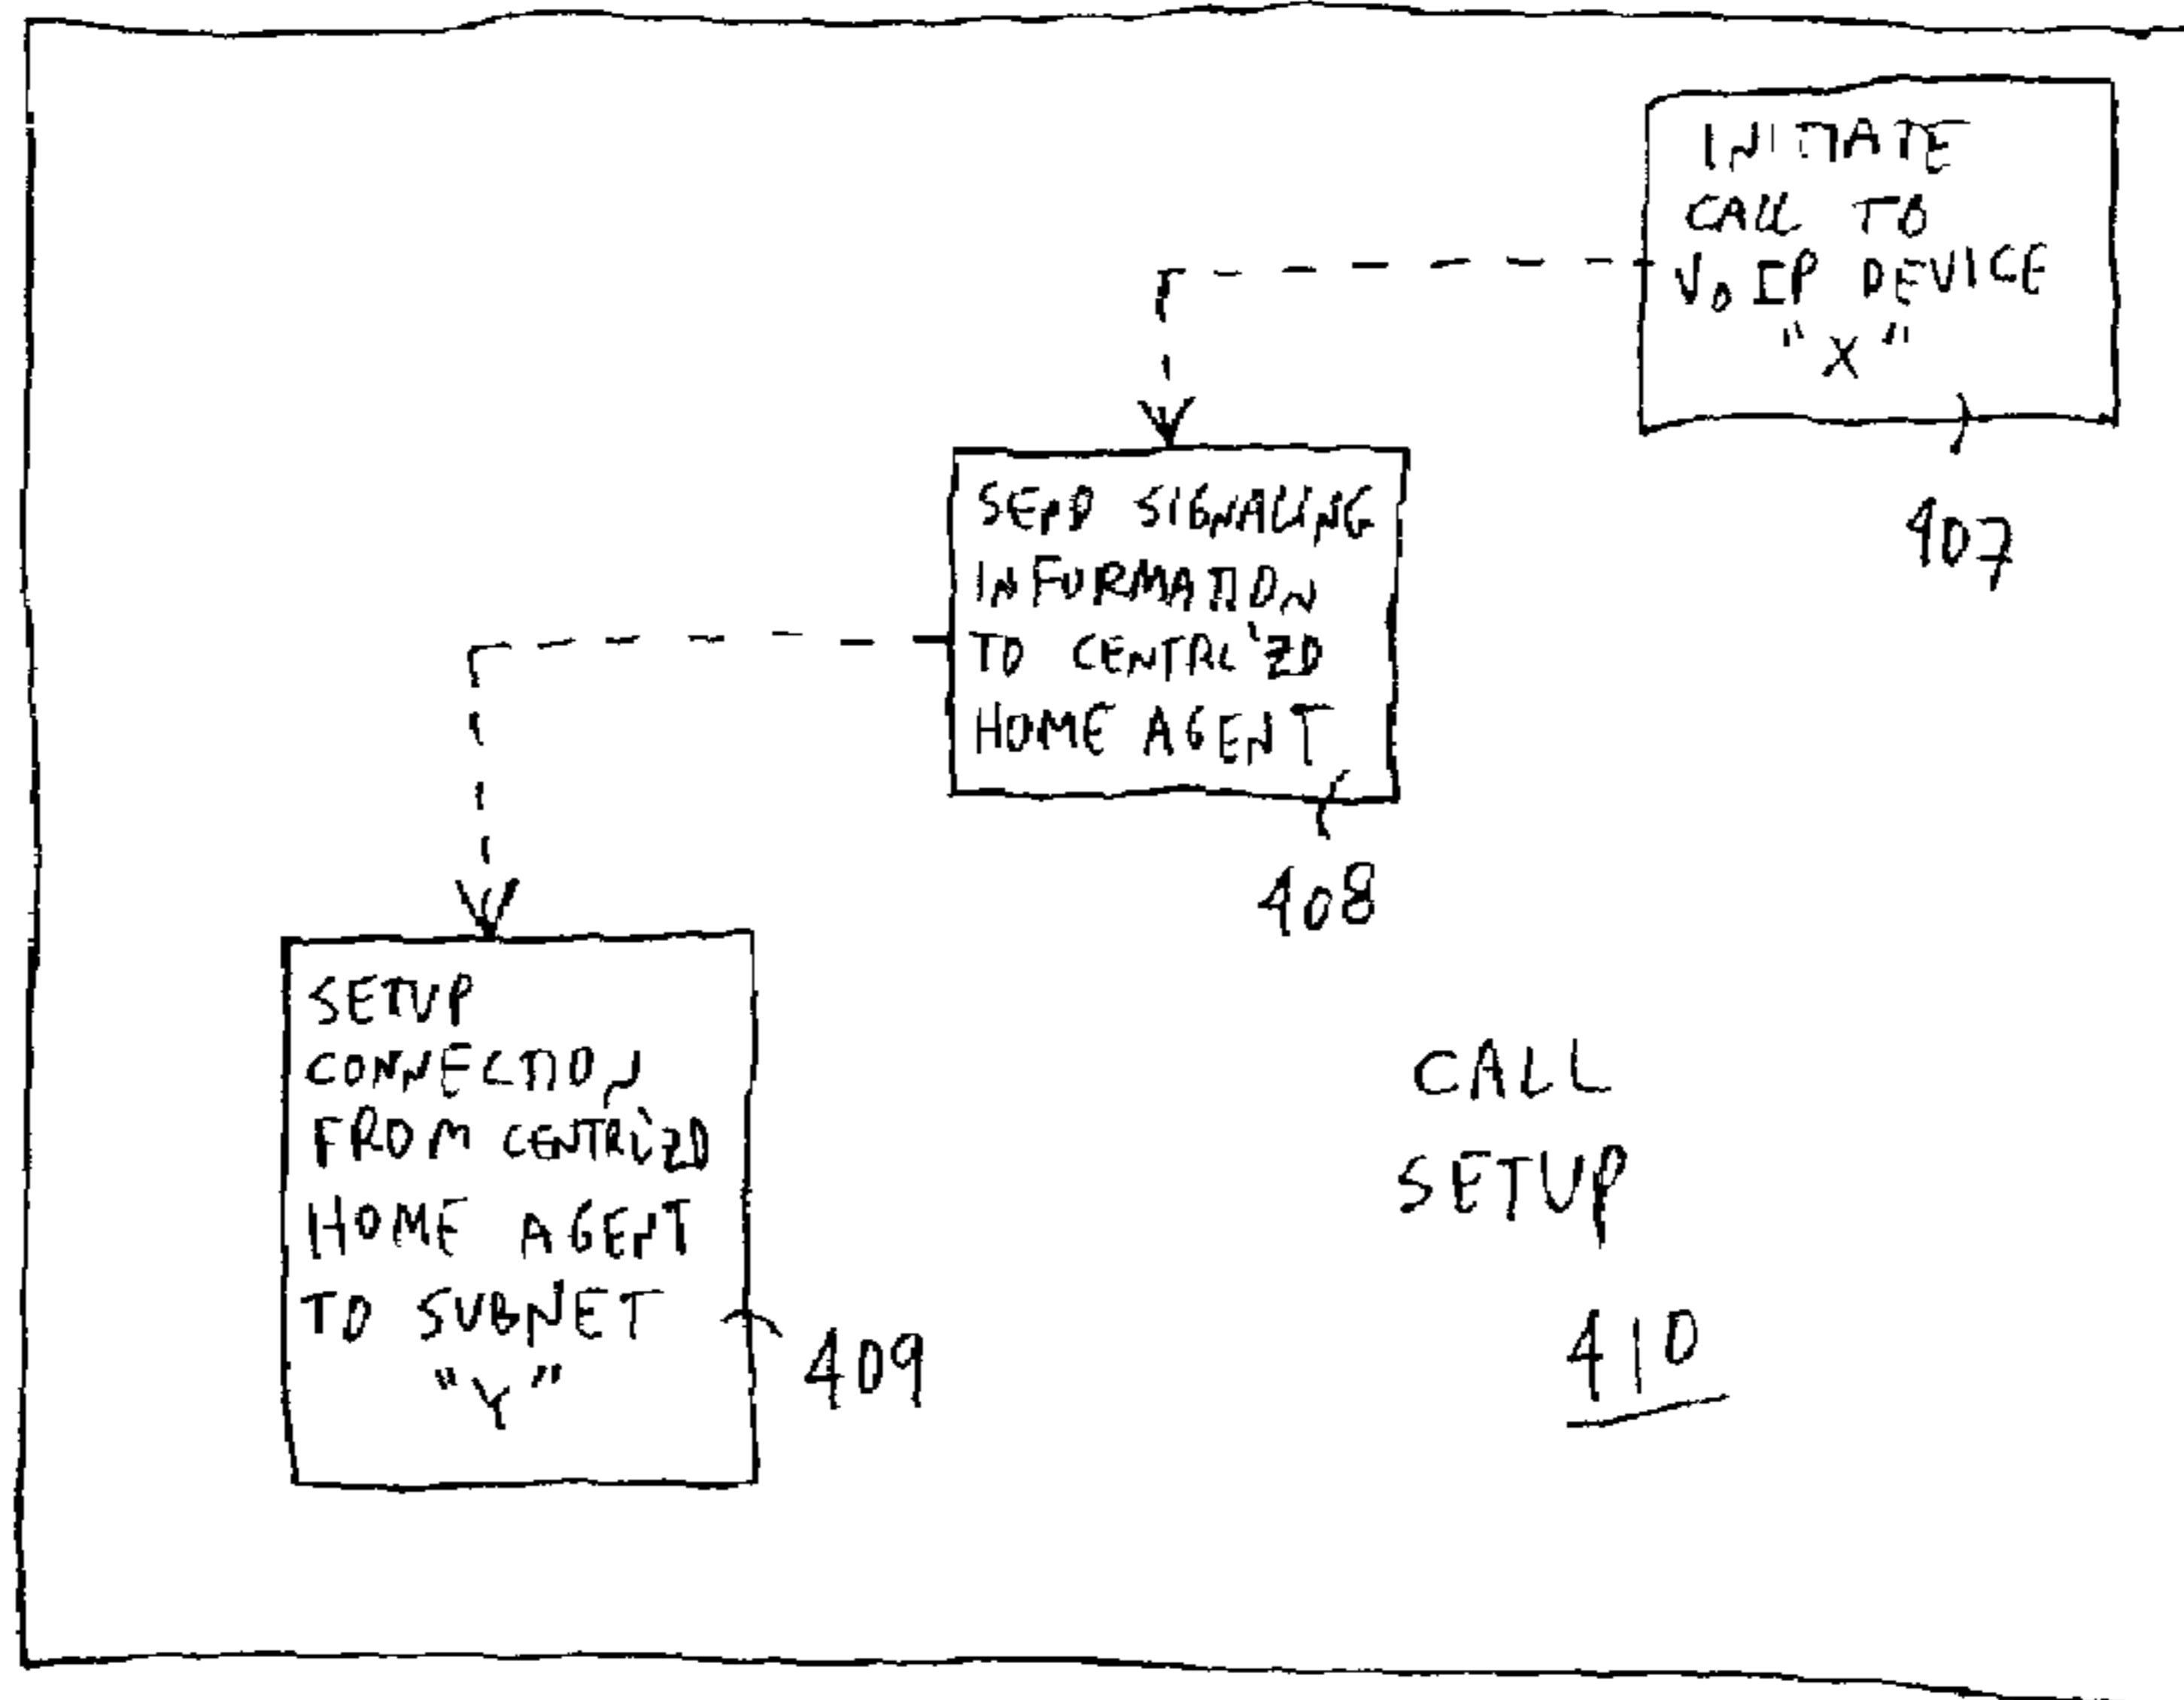 INITIATE
CALL TO
VOIP DEVICE
"X"
407
SEND SIGNALING
INFORMATION
TO CENTRL'ZD
HOME AGENT
408
SETUP
CONNECTION
FROM CENTRL'ZD
HOME AGENT
TO SUBNET
"Y"
409
CALL
SETUP
410